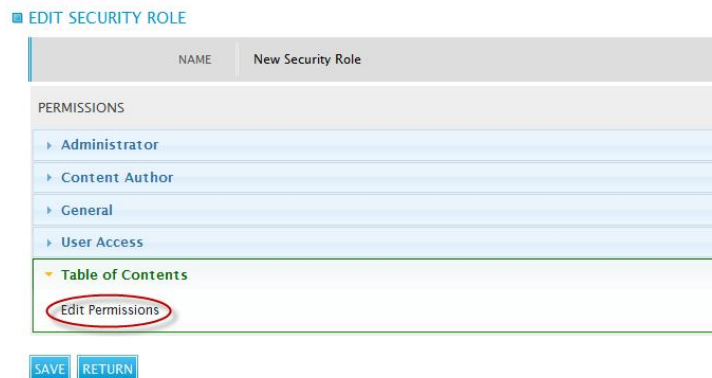 EDIT SECURITY ROLE
NAME New Security Role
PERMISSIONS
Administrator
Content Author
General
User Access
Table of Contents
Edit Permissions
SAVE RETURN